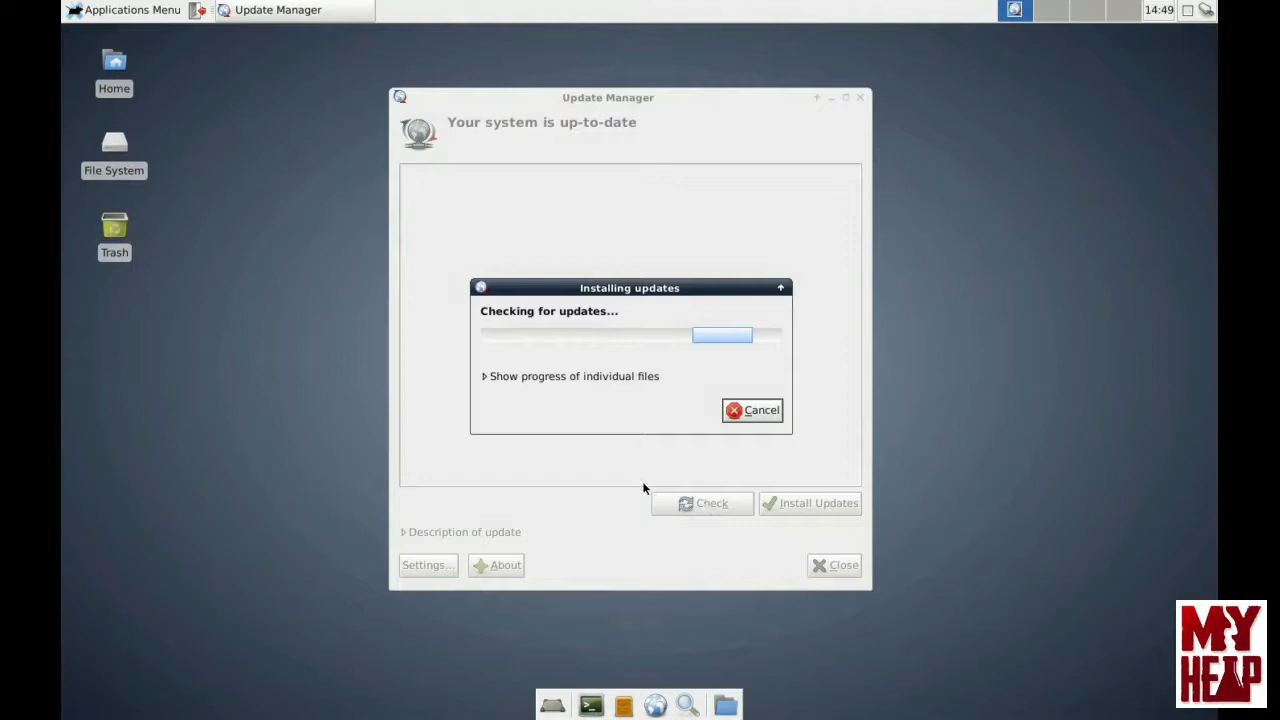 Applications Menu
Update Manager
14:49
Home
File System
Trash
Update Manager
Your system is up-to-date
Installing updates
Checking for updates...
Show progress of individual files
Cancel
Check
Install Updates
Description of update
Settings...
About
Close
MY
HELP